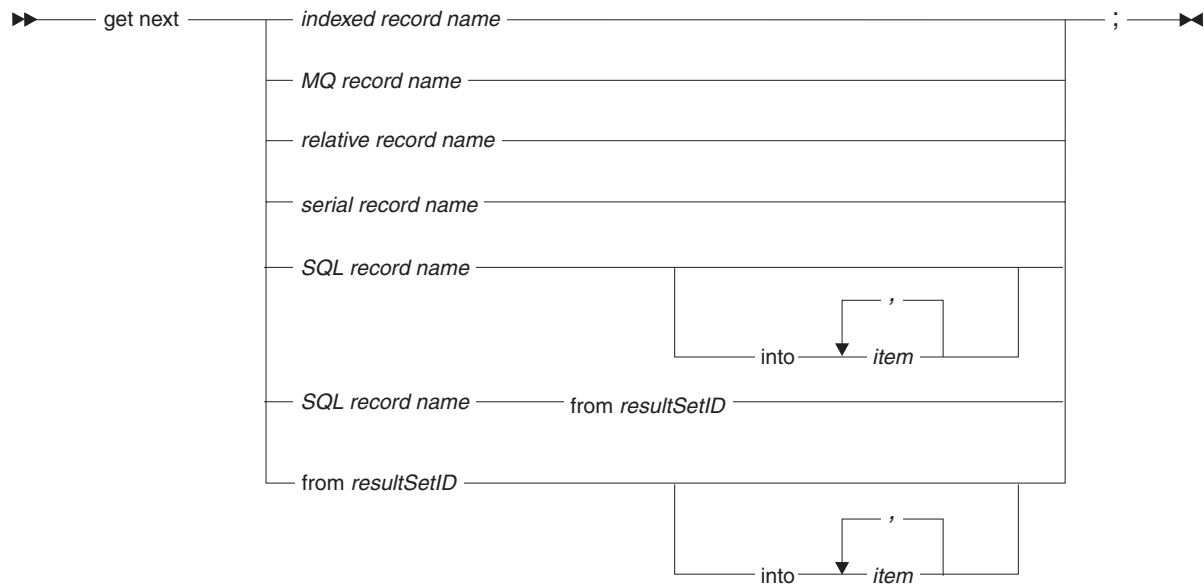 get next indexed record name ;
MQ record name
relative record name
serial record name
SQL record name
,
into item
SQL record name from resultSetID
from resultSetID
,
into item